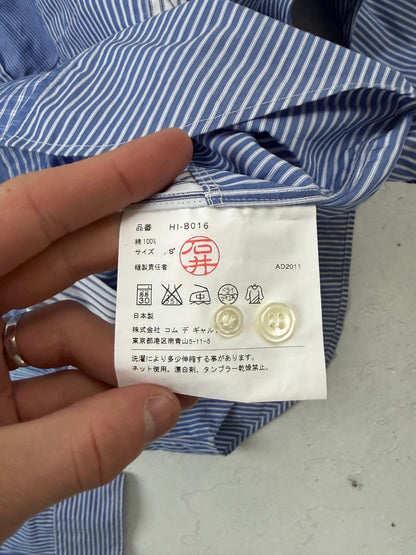 品番 HI-B016
綿100%
サイズ S
石井
縫製責任者 AD2011
30
日本製
株式会社 コム デ ギャル
東京都港区南青山5-11-5
洗濯により多少伸縮する事があります。
ネット使用。漂白剤、タンブラー乾燥禁止。